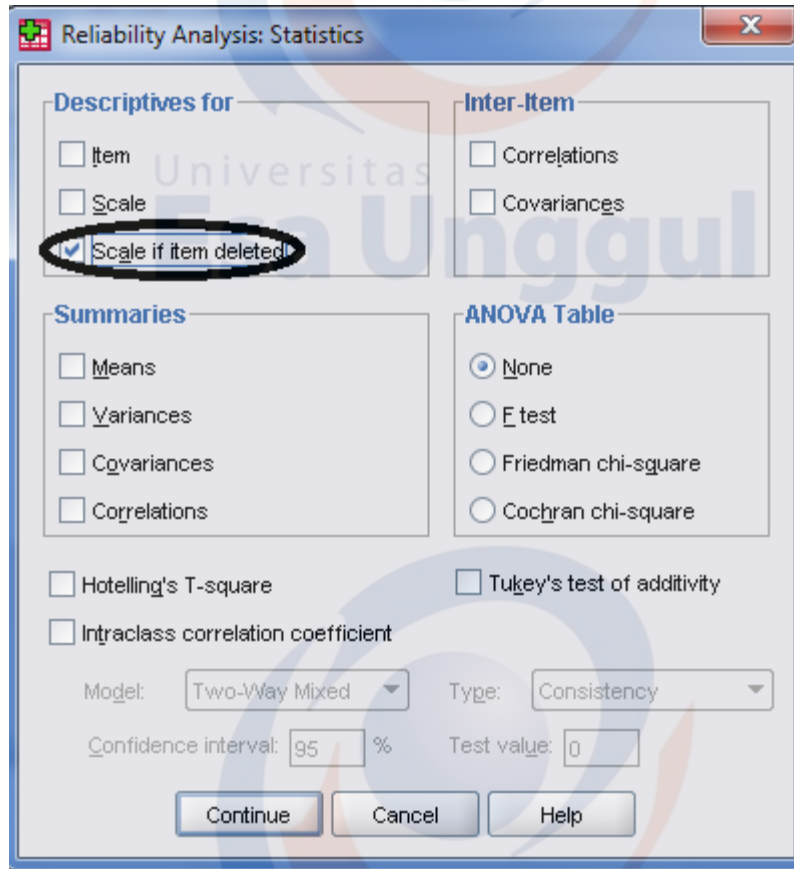 Reliability Analysis: Statistics
Descriptives for
Item
Scale
Scale if item deleted
Inter-Item
Correlations
Covariances
Summaries
Means
Variances
Covariances
Correlations
ANOVA Table
None
F test
Friedman chi-square
Cochran chi-square
Hotelling's T-square
Tukey's test of additivity
Intraclass correlation coefficient
Model: Two-Way Mixed Type: Consistency
Confidence interval: 95 % Test value: 0
Continue Cancel Help
Universitas
Esa Unggul